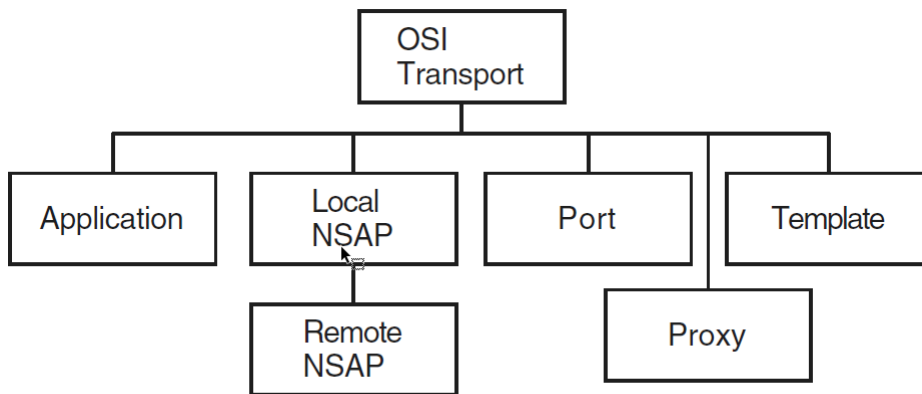 OSI
Transport
Application
Local
NSAP
Port
Template
Remote
NSAP
Proxy